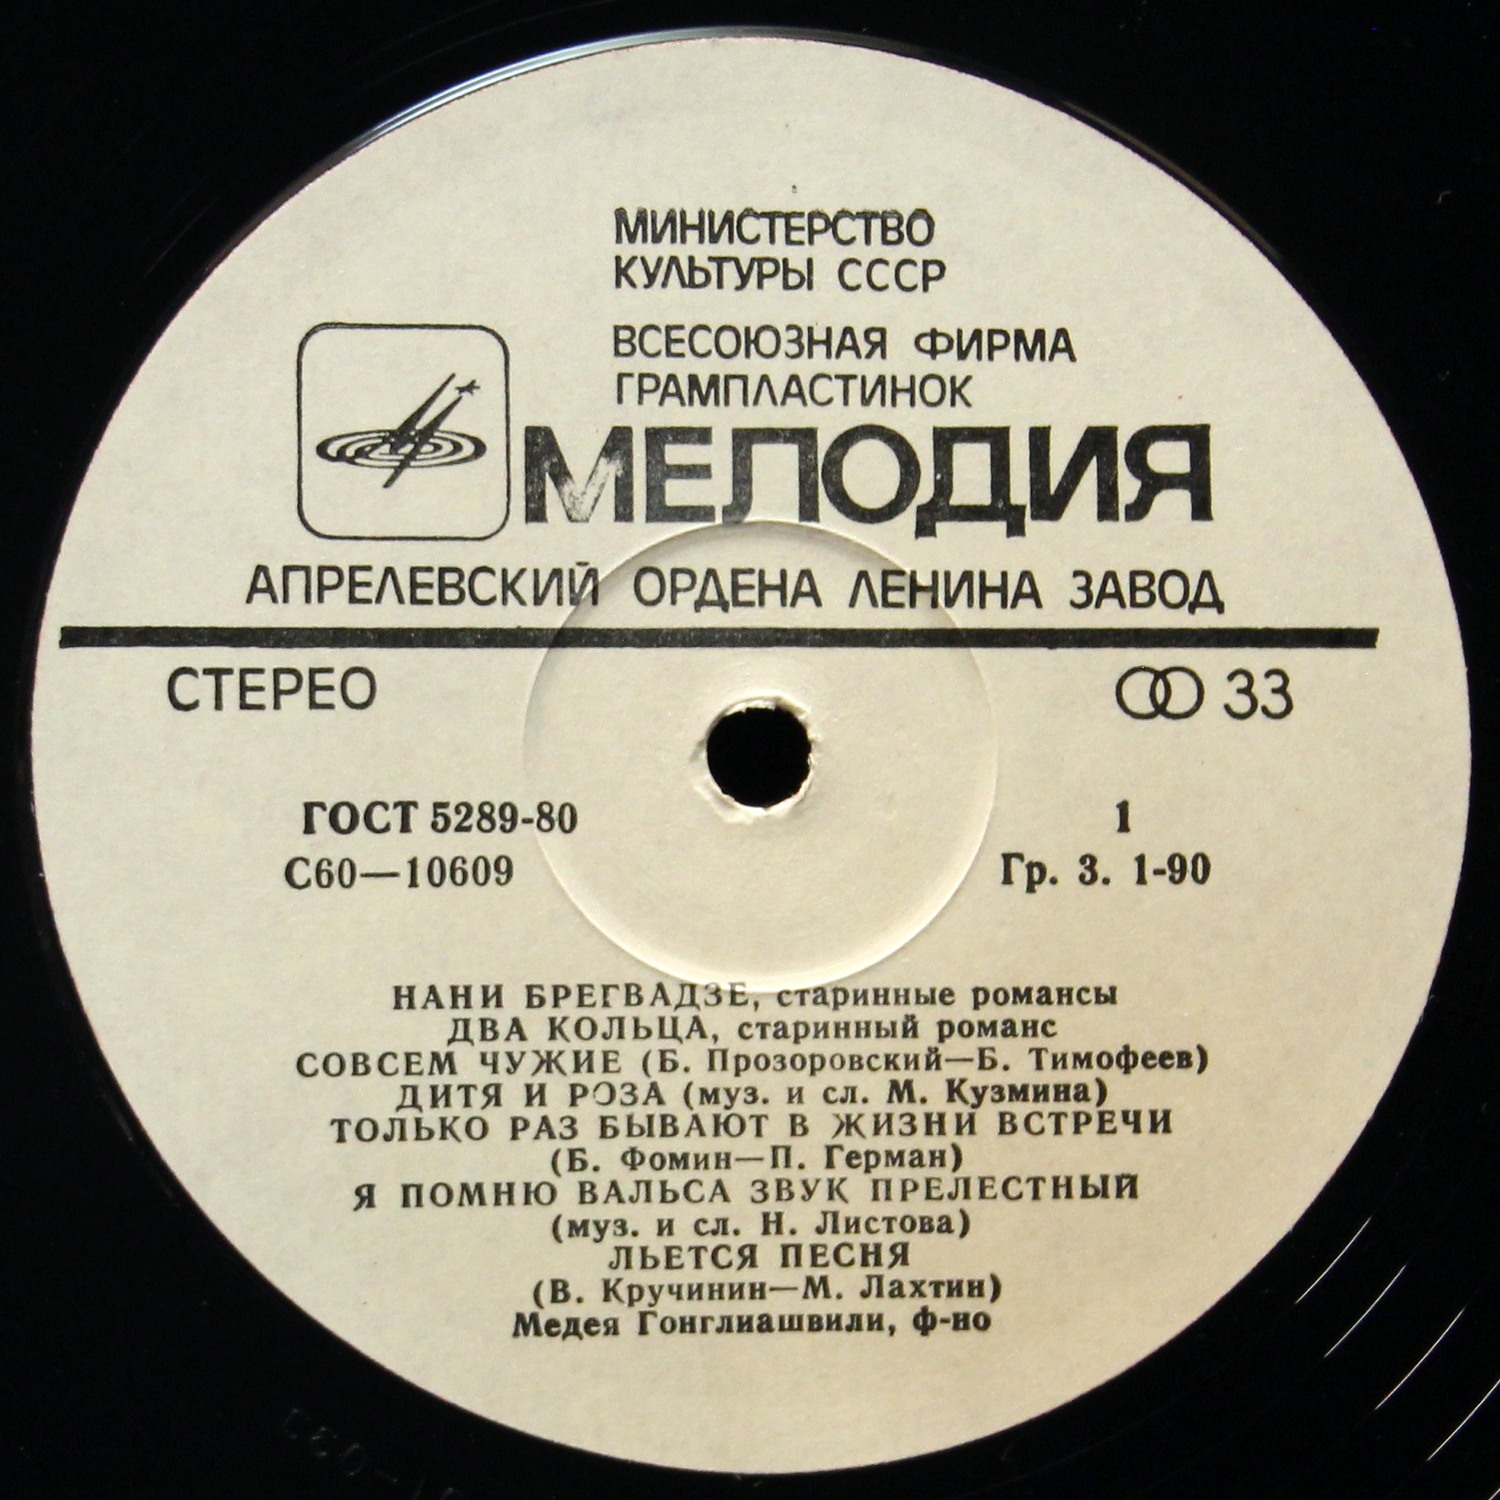 МИНИСТЕРСТВО
КУЛЬТУРЫ СССР
ВСЕСОЮЗНАЯ ФИРМА
ГРАМПЛАСТИНОК
МЕЛОДИЯ
АПРЕЛЕВСКИЙ ОРДЕНА ЛЕНИНА ЗАВОД
СТЕРЕО 33
ГОСТ 5289-80 1
С60—10609 Гр. 3. 1-90
НАНИ БРЕГВАДЗЕ, старинные романсы
ДВА КОЛЬЦА, старинный романс
СОВСЕМ ЧУЖИЕ (Б. Прозоровский—Б. Тимофеев)
ДИТЯ И РОЗА (муз. и сл. М. Кузмина)
ТОЛЬКО РАЗ БЫВАЮТ В ЖИЗНИ ВСТРЕЧИ
(Б. Фомин—П. Герман)
Я ПОМНЮ ВАЛЬСА ЗВУК ПРЕЛЕСТНЫЙ
(муз. и сл. Н. Листова)
ЛЬЕТСЯ ПЕСНЯ
(В. Кручинин—М. Лахтин)
Медея Гонглиашвили, ф-но